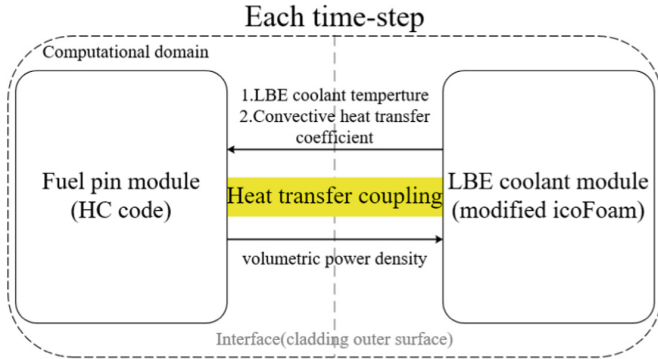 Each time-step
Computational domain
1.LBE coolant temperture
2.Convective heat transfer
coefficient
Fuel pin module
(HC code)
Heat transfer coupling
LBE coolant module
(modified icoFoam)
volumetric power density
Interface(cladding outer surface)